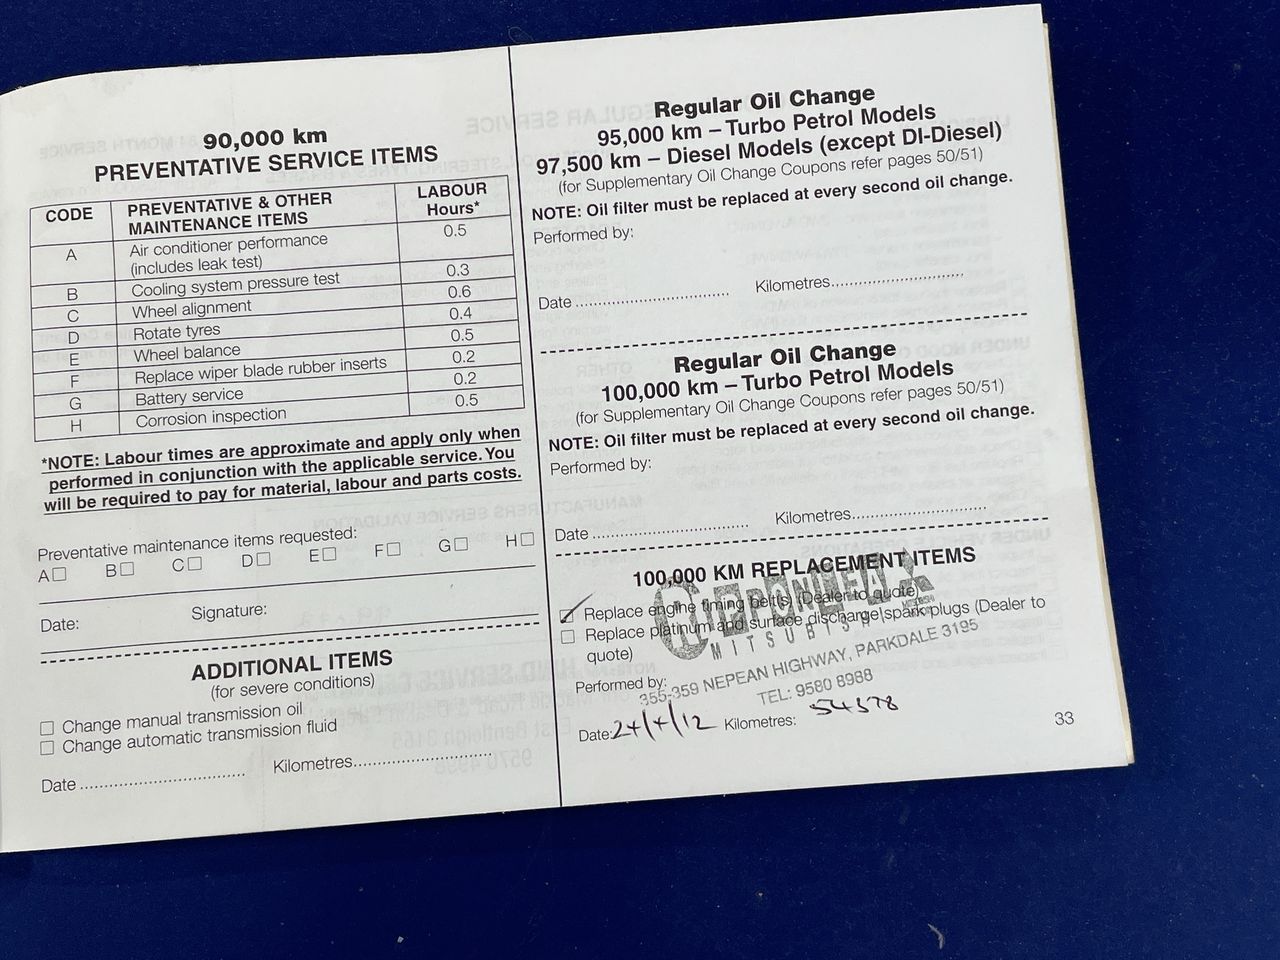 90,000 km
PREVENTATIVE SERVICE ITEMS
CODE PREVENTATIVE & OTHER MAINTENANCE ITEMS LABOUR Hours*
A Air conditioner performance (includes leak test) 0.5
B Cooling system pressure test 0.3
C Wheel alignment 0.6
D Rotate tyres 0.4
E Wheel balance 0.5
F Replace wiper blade rubber inserts 0.2
G Battery service 0.2
H Corrosion inspection 0.5
*NOTE: Labour times are approximate and apply only when
performed in conjunction with the applicable service. You
will be required to pay for material, labour and parts costs.
Preventative maintenance items requested:
A☐ B☐ C☐ D☐ E☐ F☐ G☐ H☐
Signature:
Date:
ADDITIONAL ITEMS
(for severe conditions)
☐ Change manual transmission oil
☐ Change automatic transmission fluid
Date .................................. Kilometres............................
Regular Oil Change
95,000 km – Turbo Petrol Models
97,500 km – Diesel Models (except DI-Diesel)
(for Supplementary Oil Change Coupons refer pages 50/51)
NOTE: Oil filter must be replaced at every second oil change.
Performed by:
Date ................................ Kilometres...........................
Regular Oil Change
100,000 km – Turbo Petrol Models
(for Supplementary Oil Change Coupons refer pages 50/51)
NOTE: Oil filter must be replaced at every second oil change.
Performed by:
Date ................................ Kilometres...........................
100,000 KM REPLACEMENT ITEMS
☑ Replace engine timing belt(s) (Dealer to quote)
☐ Replace platinum and surface discharge spark plugs (Dealer to
quote)
MITSUBISHI
Performed by:
355-359 NEPEAN HIGHWAY, PARKDALE 3195
TEL: 9580 8988
Date: Kilometres: 54378
33